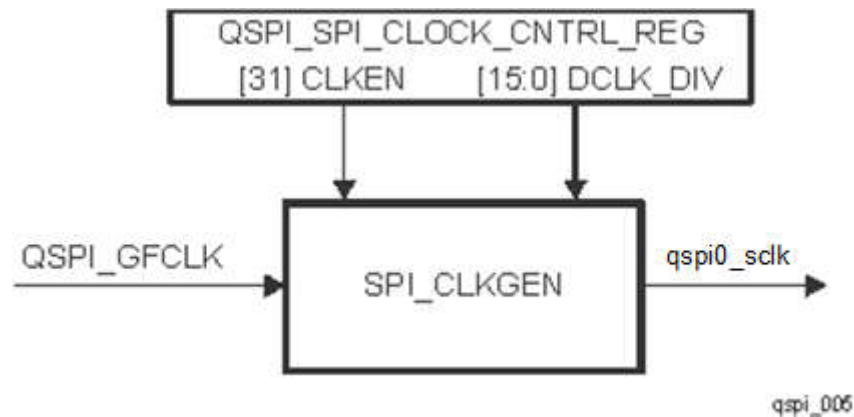 QSPI_SPI_CLOCK_CNTRL_REG
[31] CLKEN [15:0] DCLK_DIV
QSPI_GFCLK
SPI_CLKGEN
qspi0_sclk
qspi_005